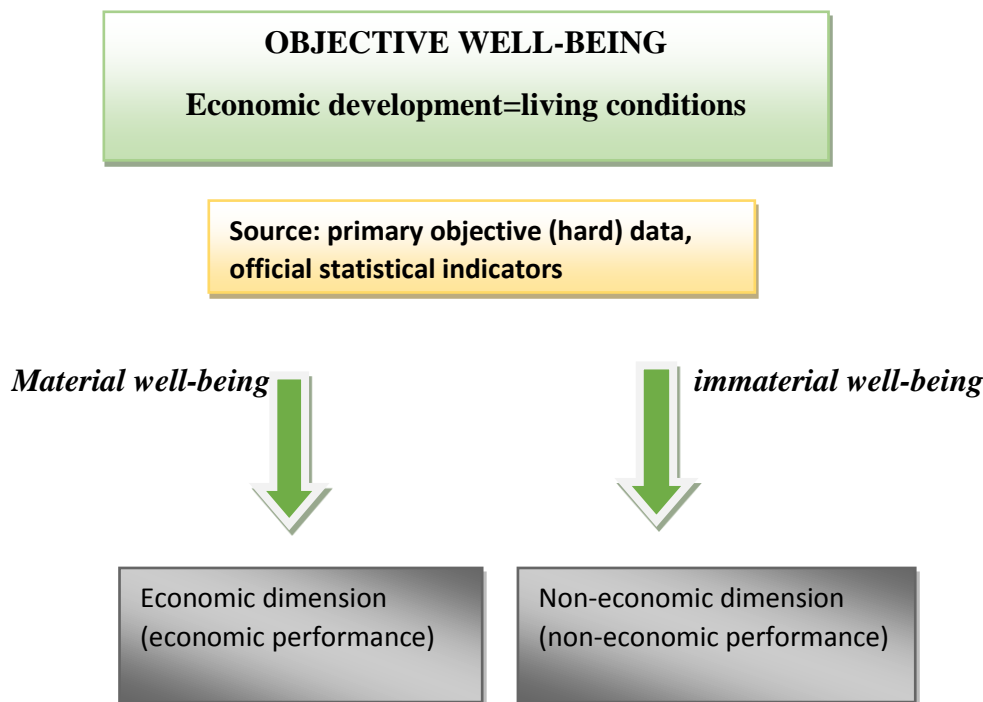 OBJECTIVE WELL-BEING
Economic development=living conditions
Source: primary objective (hard) data,
official statistical indicators
Material well-being
immaterial well-being
Economic dimension
(economic performance)
Non-economic dimension
(non-economic performance)